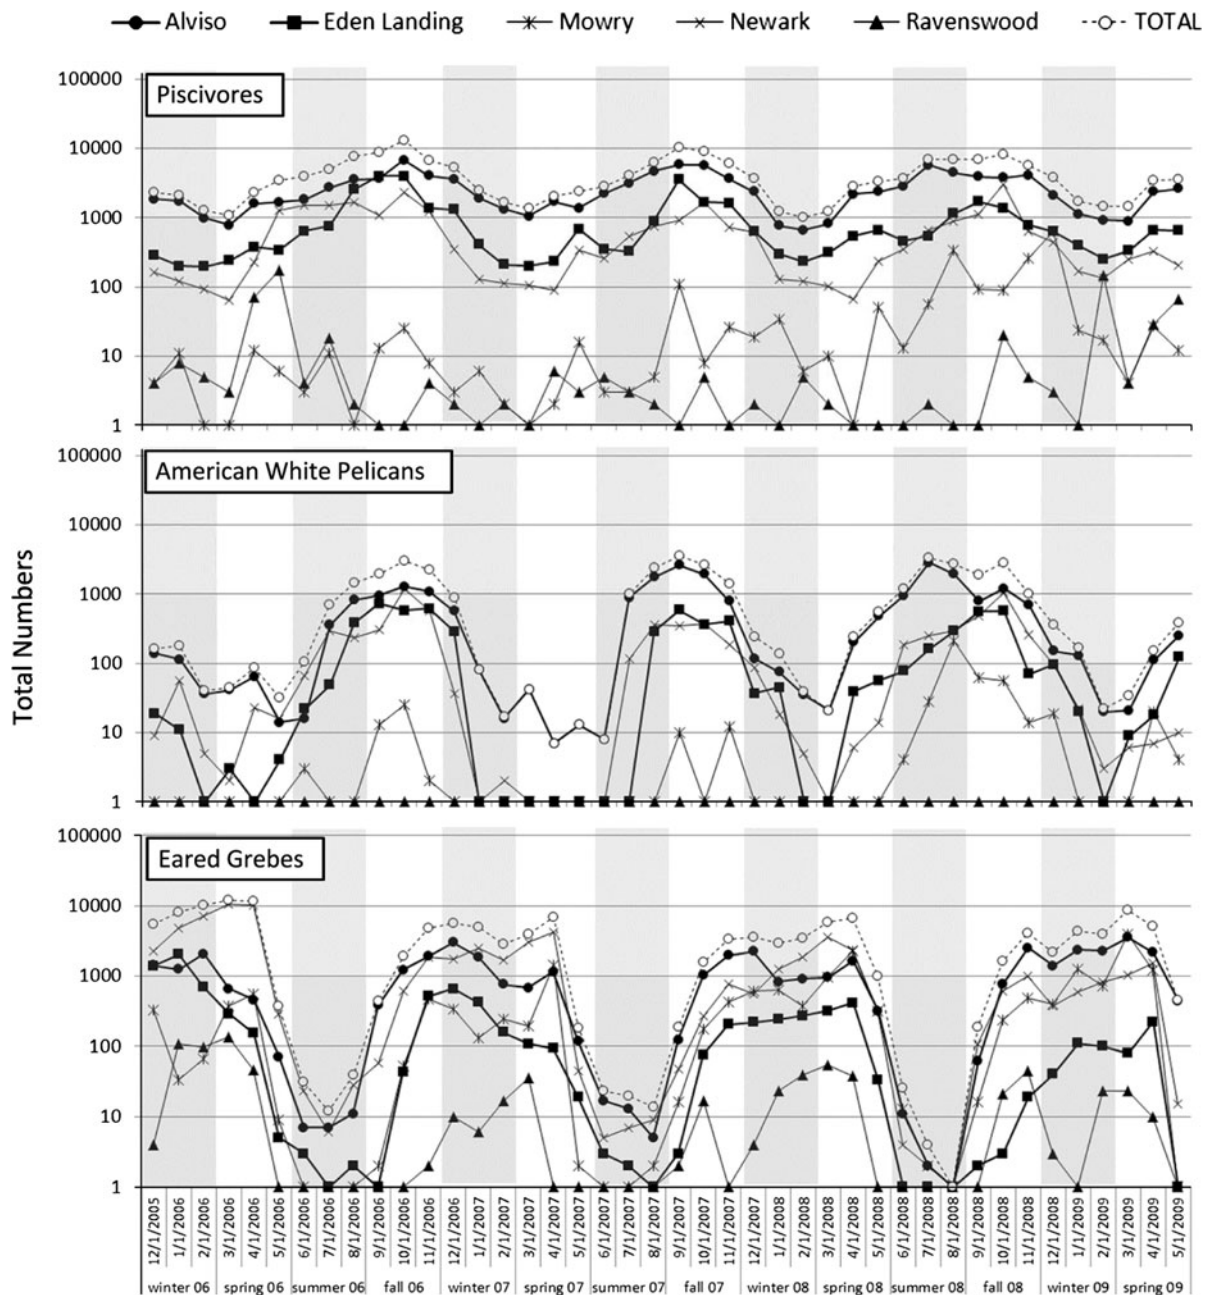 Alviso Eden Landing Mowry Newark Ravenswood TOTAL
100000
Piscivores
10000
1000
100
10
1
100000
American White Pelicans
10000
1000
100
10
1
Total Numbers
100000
Eared Grebes
10000
1000
100
10
1
12/1/2005 1/1/2006 2/1/2006 3/1/2006 4/1/2006 5/1/2006 6/1/2006 7/1/2006 8/1/2006 9/1/2006 10/1/2006 11/1/2006 12/1/2006 1/1/2007 2/1/2007 3/1/2007 4/1/2007 5/1/2007 6/1/2007 7/1/2007 8/1/2007 9/1/2007 10/1/2007 11/1/2007 12/1/2007 1/1/2008 2/1/2008 3/1/2008 4/1/2008 5/1/2008 6/1/2008 7/1/2008 8/1/2008 9/1/2008 10/1/2008 11/1/2008 12/1/2008 1/1/2009 2/1/2009 3/1/2009 4/1/2009 5/1/2009
winter 06 spring 06 summer 06 fall 06 winter 07 spring 07 summer 07 fall 07 winter 08 spring 08 summer 08 fall 08 winter 09 spring 09